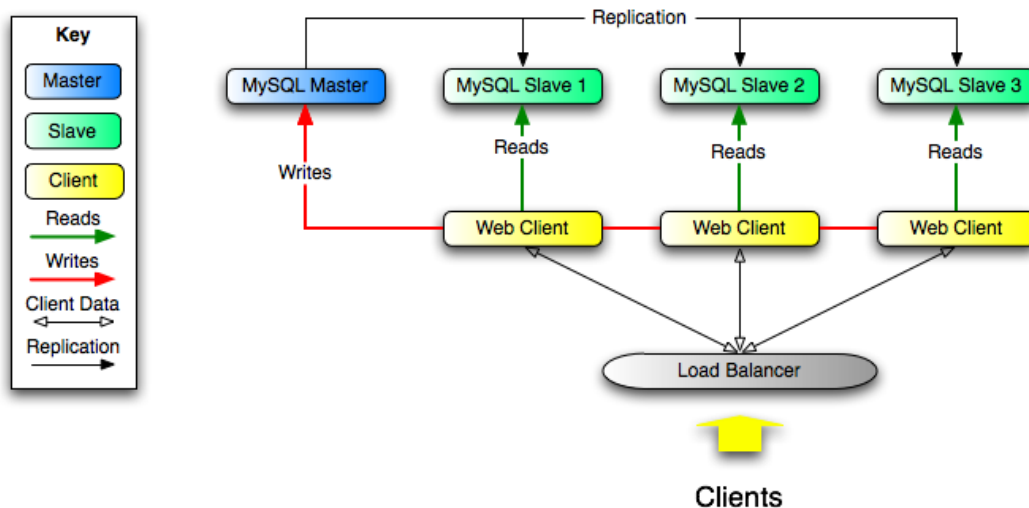 Key
Master
Slave
Client
Reads
Writes
Client Data
Replication
Replication
MySQL Master
MySQL Slave 1
MySQL Slave 2
MySQL Slave 3
Writes
Reads
Reads
Reads
Web Client
Web Client
Web Client
Load Balancer
Clients